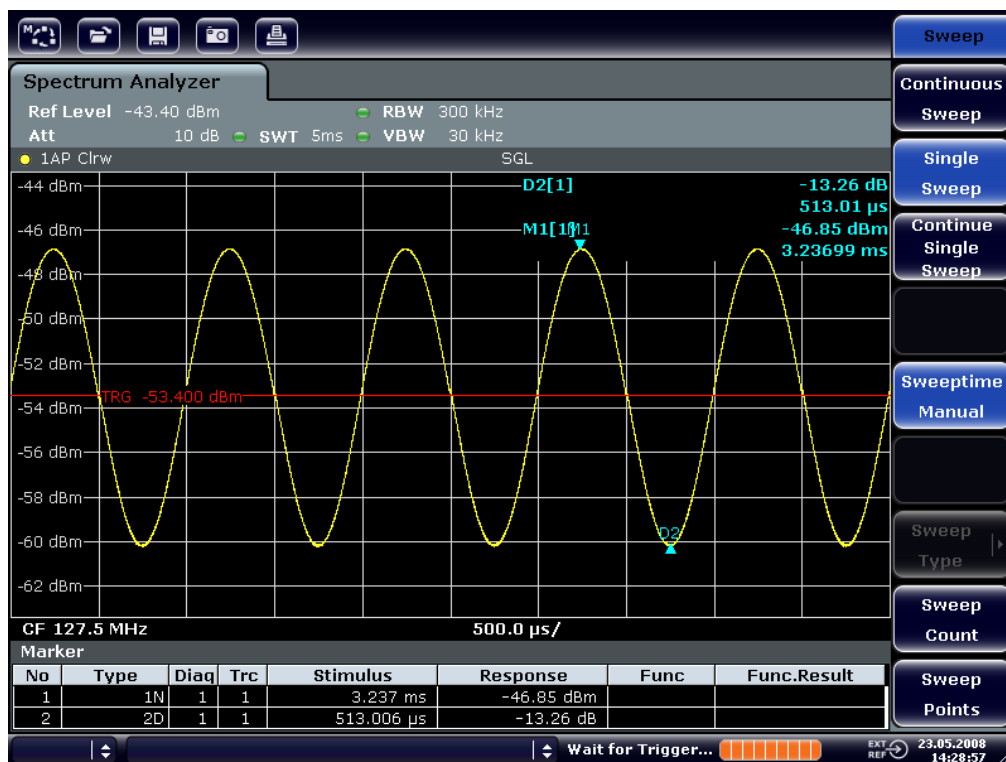 Spectrum Analyzer
Ref Level -43.40 dBm RBW 300 kHz
Att 10 dB SWT 5ms VBW 30 kHz
1AP Clrw SGL
-44 dBm D2[1] -13.26 dB
513.01 µs
-46 dBm M1[1] M1 -46.85 dBm
3.23699 ms
-48 dBm
-50 dBm
-52 dBm
TRG -53.400 dBm
-54 dBm
-56 dBm
-58 dBm
-60 dBm D2
-62 dBm
CF 127.5 MHz 500.0 µs/
Marker
No Type Diag Trc Stimulus Response Func Func.Result
1 1N 1 1 3.237 ms -46.85 dBm
2 2D 1 1 513.006 µs -13.26 dB
Wait for Trigger... EXT REF 23.05.2008
14:28:57
Sweep
Continuous
Sweep
Single
Sweep
Continue
Single
Sweep
Sweeptime
Manual
Sweep
Type
Sweep
Count
Sweep
Points